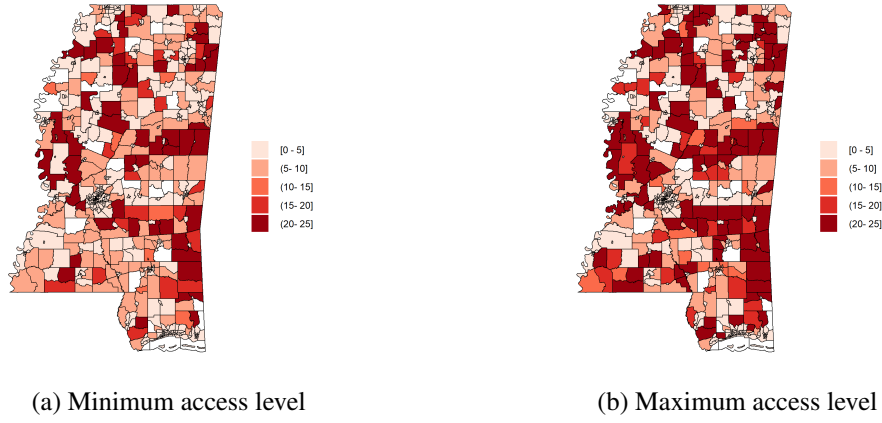 [0 - 5]
(5- 10]
(10- 15]
(15- 20]
(20- 25]
[0 - 5]
(5- 10]
(10- 15]
(15- 20]
(20- 25]
(a) Minimum access level
(b) Maximum access level